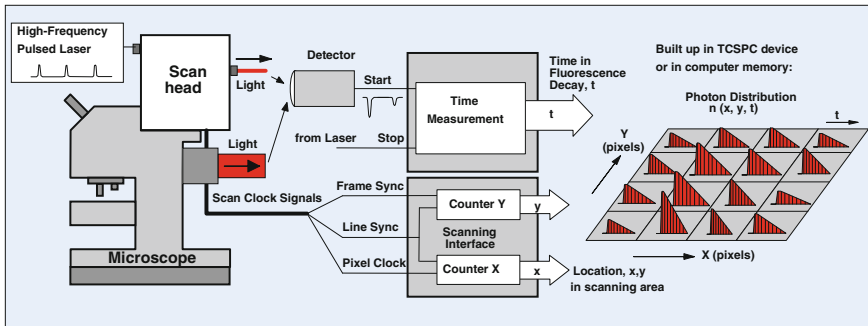 High-Frequency
Pulsed Laser
Scan
head
Light
Light
Microscope
Scan Clock Signals
Detector
Start
from Laser
Stop
Time
Measurement
Time in
Fluorescence
Decay, t
t
Frame Sync
Line Sync
Pixel Clock
Counter Y
Scanning
Interface
Counter X
y
x
Location, x,y
in scanning area
Built up in TCSPC device
or in computer memory:
Photon Distribution
n (x, y, t)
t
Y
(pixels)
X (pixels)